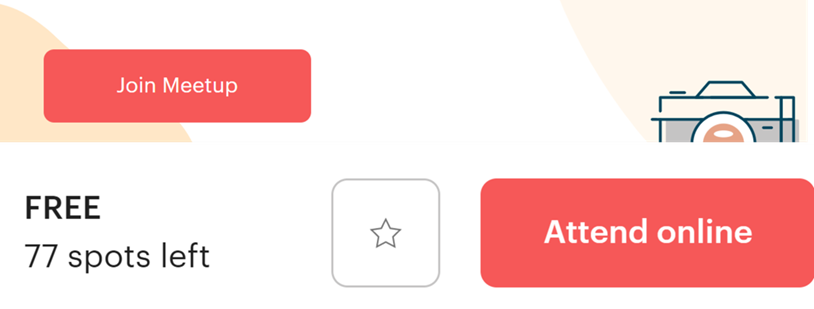 Join Meetup
FREE
77 spots left
Attend online